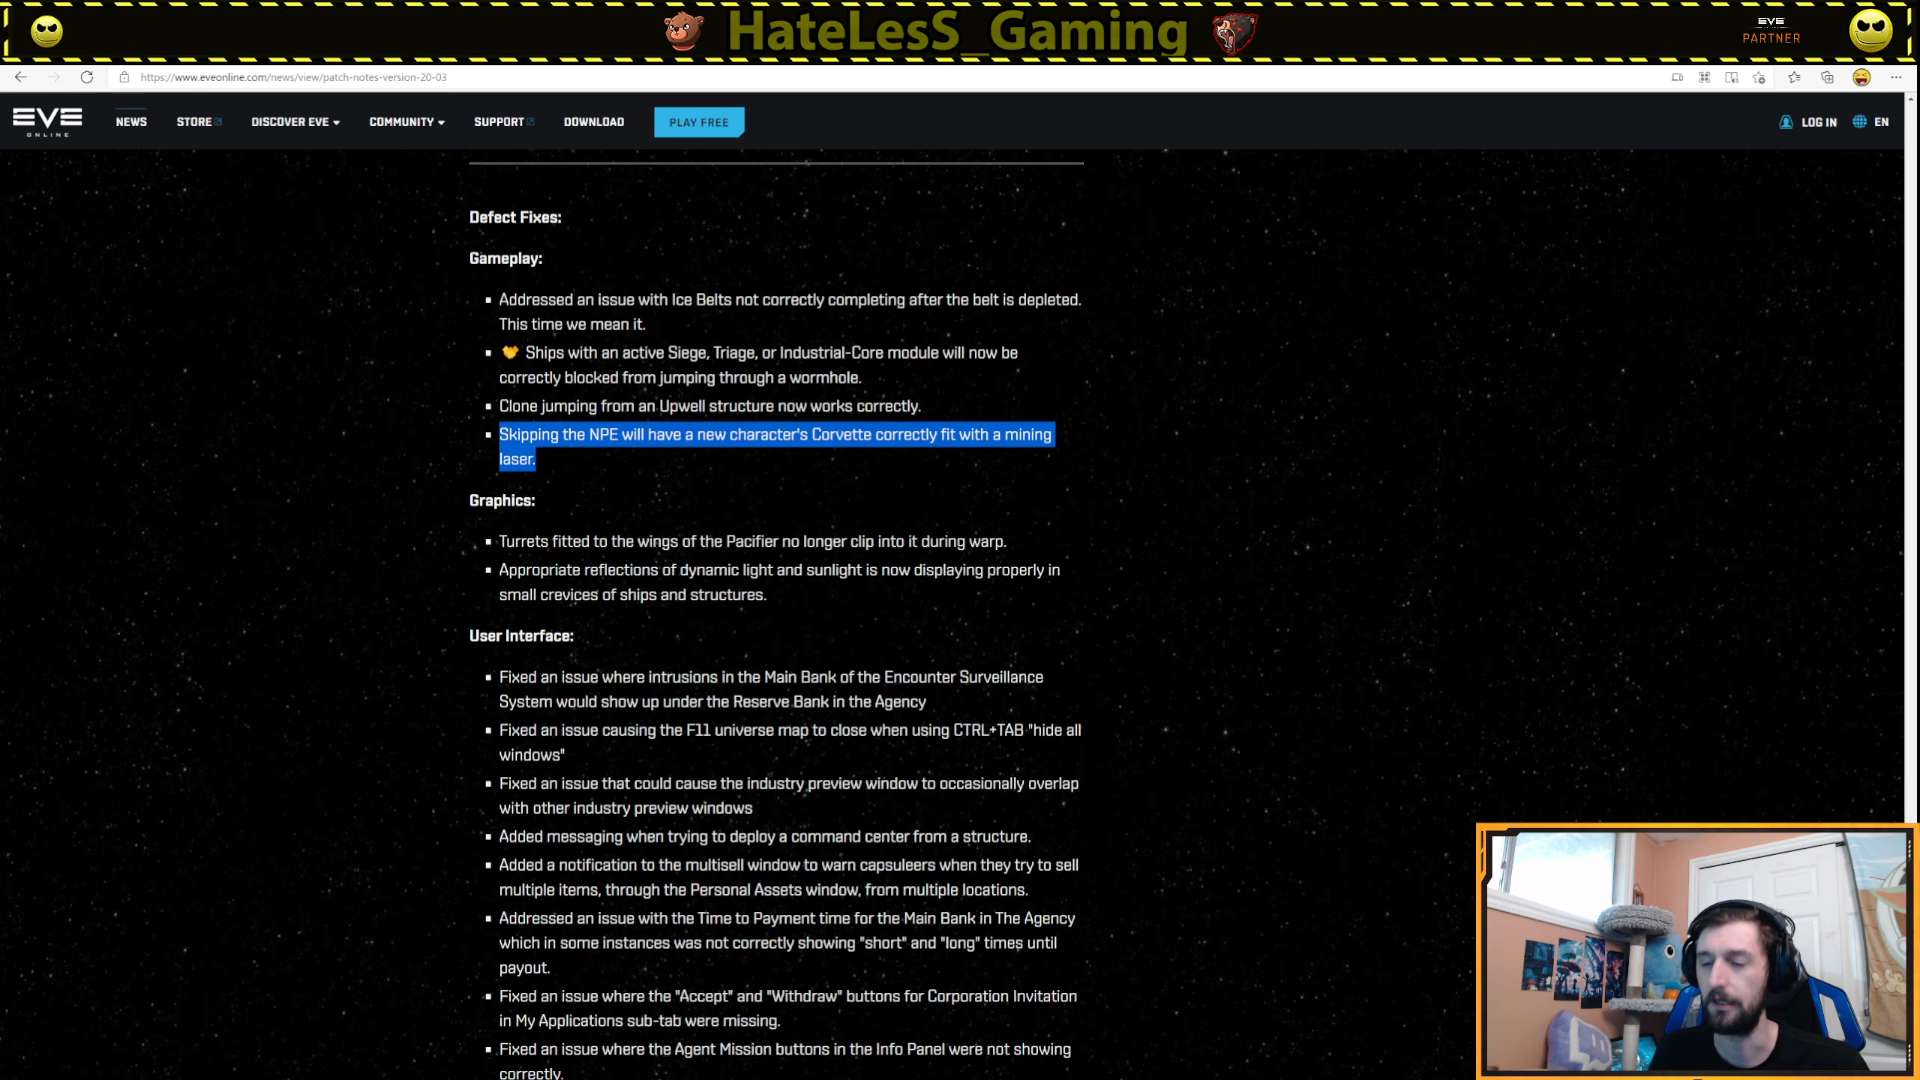 HateLesS_Gaming
EVE
PARTNER
https://www.eveonline.com/news/view/patch-notes-version-20-03
EVE
ONLINE
NEWS
STORE
DISCOVER EVE
COMMUNITY
SUPPORT
DOWNLOAD
PLAY FREE
LOG IN
EN
Defect Fixes:
Gameplay:
Addressed an issue with Ice Belts not correctly completing after the belt is depleted.
This time we mean it.
Ships with an active Siege, Triage, or Industrial-Core module will now be
correctly blocked from jumping through a wormhole.
Clone jumping from an Upwell structure now works correctly.
Skipping the NPE will have a new character's Corvette correctly fit with a mining
laser.
Graphics:
Turrets fitted to the wings of the Pacifier no longer clip into it during warp.
Appropriate reflections of dynamic light and sunlight is now displaying properly in
small crevices of ships and structures.
User Interface:
Fixed an issue where intrusions in the Main Bank of the Encounter Surveillance
System would show up under the Reserve Bank in the Agency
Fixed an issue causing the F11 universe map to close when using CTRL+TAB "hide all
windows"
Fixed an issue that could cause the industry preview window to occasionally overlap
with other industry preview windows
Added messaging when trying to deploy a command center from a structure.
Added a notification to the multisell window to warn capsuleers when they try to sell
multiple items, through the Personal Assets window, from multiple locations.
Addressed an issue with the Time to Payment time for the Main Bank in The Agency
which in some instances was not correctly showing "short" and "long" times until
payout.
Fixed an issue where the "Accept" and "Withdraw" buttons for Corporation Invitation
in My Applications sub-tab were missing.
Fixed an issue where the Agent Mission buttons in the Info Panel were not showing
correctly.